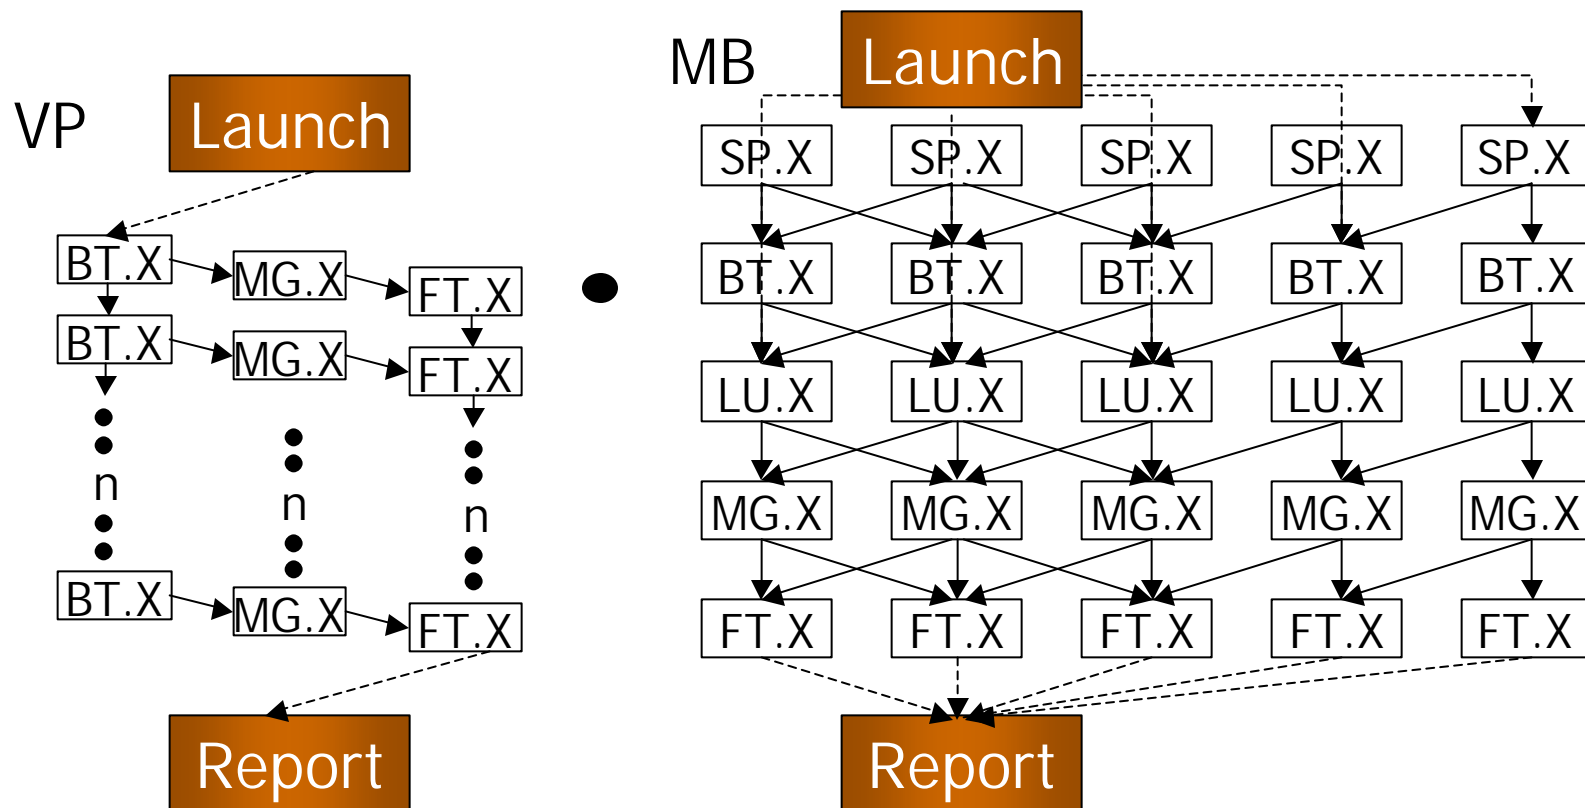 VP
Launch
BT.X MG.X FT.X
BT.X MG.X FT.X
n n n
BT.X MG.X FT.X
Report
MB
Launch
SP.X SP.X SP.X SP.X SP.X
BT.X BT.X BT.X BT.X BT.X
LU.X LU.X LU.X LU.X LU.X
MG.X MG.X MG.X MG.X MG.X
FT.X FT.X FT.X FT.X FT.X
Report